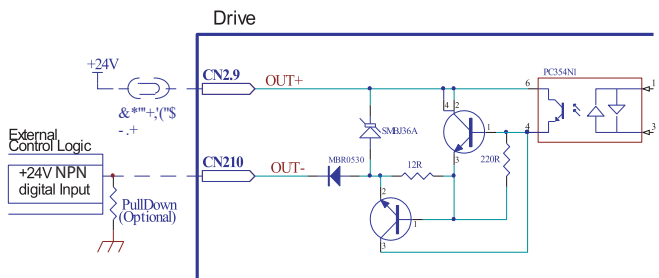 Drive
+24V
CN2.9
OUT+
PC354N1
6
1
&*'"+,'("$
-.+
4
2
SMBJ36A
1
4
3
External
Control Logic
+24V NPN
digital Input
CN210
OUT-
MBR0530
12R
3
220R
2
PullDown
(Optional)
1
3